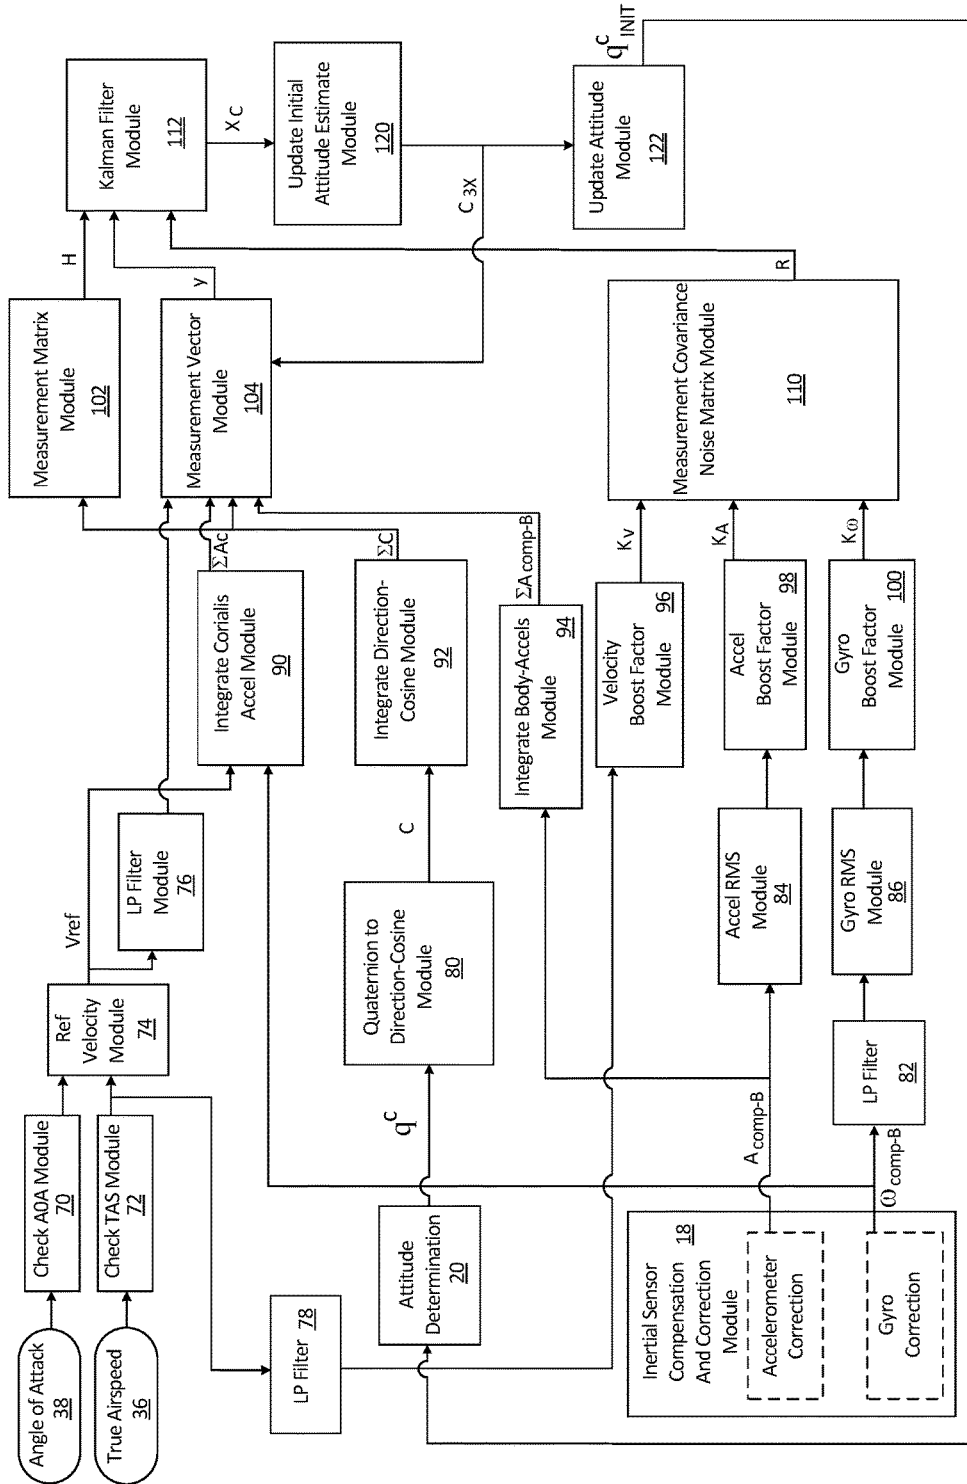 Angle of Attack
38
True Airspeed
36
Check A0A Module
70
Check TAS Module
72
Ref
Velocity
Module
74
Vref
LP Filter
Module
76
LP Filter 78
Attitude
Determination
20
q^c
Quaternion to
Direction-Cosine
Module
80
C
Integrate Corialis
Accel Module
90
ΣAc
Integrate Direction-
Cosine Module
92
ΣC
Integrate Body-Accels
Module
94
ΣA comp-B
Measurement Matrix
Module
102
H
Measurement Vector
Module
104
y
Kalman Filter
Module
112
X C
Update Initial
Attitude Estimate
Module
120
C 3X
Update Attitude
Module
122
q^c INIT
Inertial Sensor
Compensation
And Correction
Module
18
Accelerometer
Correction
Gyro
Correction
A comp-B
ω comp-B
LP Filter
82
Accel RMS
Module
84
Gyro RMS
Module
86
Velocity
Boost Factor
Module
96
Accel
Boost Factor
Module
98
Gyro
Boost Factor
Module
100
KV
KA
Kω
Measurement Covariance
Noise Matrix Module
110
R